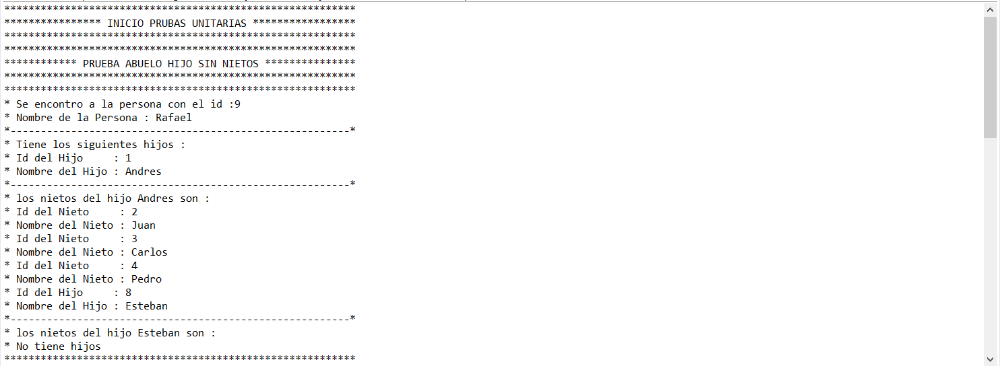 **********************************************************
**************** INICIO PRUBAS UNITARIAS *****************
**********************************************************
**********************************************************
************ PRUEBA ABUELO HIJO SIN NIETOS ***************
**********************************************************
**********************************************************
* Se encontro a la persona con el id :9
* Nombre de la Persona : Rafael
*--------------------------------------------------------*
* Tiene los siguientes hijos :
* Id del Hijo     : 1
* Nombre del Hijo : Andres
*--------------------------------------------------------*
* los nietos del hijo Andres son :
* Id del Nieto     : 2
* Nombre del Nieto : Juan
* Id del Nieto     : 3
* Nombre del Nieto : Carlos
* Id del Nieto     : 4
* Nombre del Nieto : Pedro
* Id del Hijo     : 8
* Nombre del Hijo : Esteban
*--------------------------------------------------------*
* los nietos del hijo Esteban son :
* No tiene hijos
**********************************************************